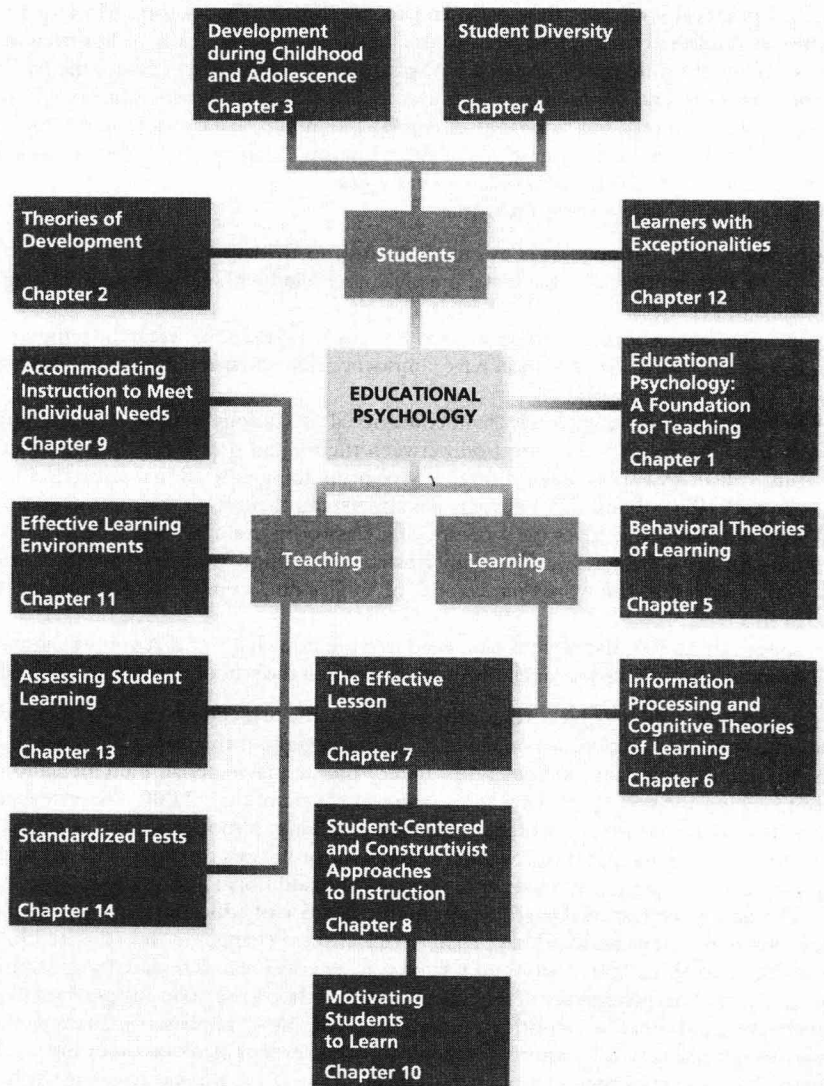 Development
during Childhood
and Adolescence
Chapter 3
Student Diversity
Chapter 4
Theories of
Development
Chapter 2
Students
Learners with
Exceptionalities
Chapter 12
Accommodating
Instruction to Meet
Individual Needs
Chapter 9
EDUCATIONAL
PSYCHOLOGY
Educational
Psychology:
A Foundation
for Teaching
Chapter 1
Effective Learning
Environments
Chapter 11
Teaching
Learning
Behavioral Theories
of Learning
Chapter 5
Assessing Student
Learning
Chapter 13
The Effective
Lesson
Chapter 7
Information
Processing and
Cognitive Theories
of Learning
Chapter 6
Standardized Tests
Chapter 14
Student-Centered
and Constructivist
Approaches
to Instruction
Chapter 8
Motivating
Students
to Learn
Chapter 10